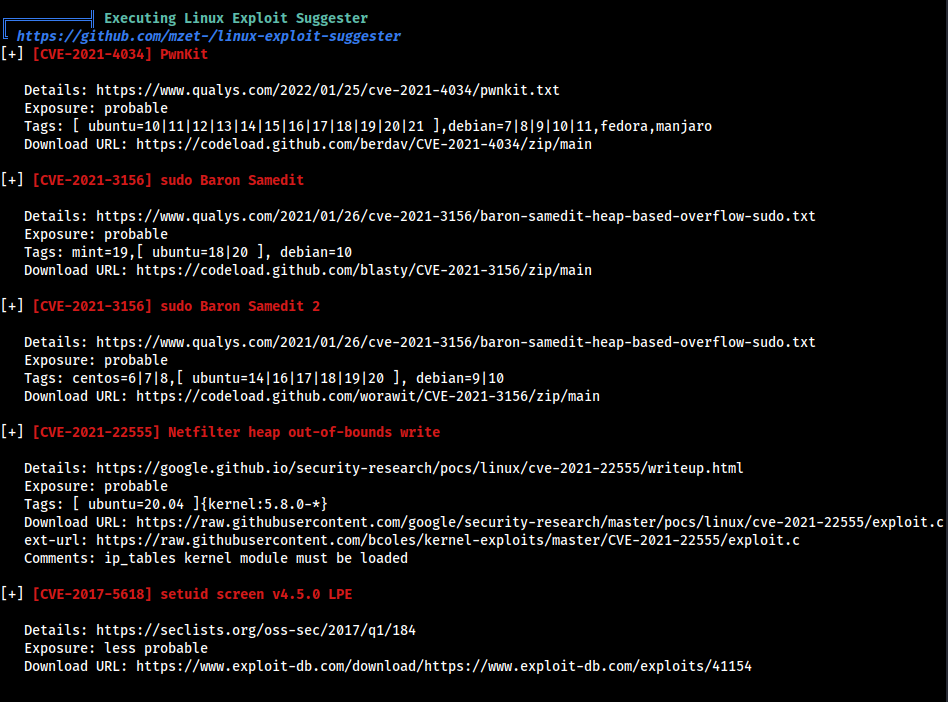 ╔══════════╣ Executing Linux Exploit Suggester
╚ https://github.com/mzet-/linux-exploit-suggester
[+] [CVE-2021-4034] PwnKit
Details: https://www.qualys.com/2022/01/25/cve-2021-4034/pwnkit.txt
Exposure: probable
Tags: [ ubuntu=10|11|12|13|14|15|16|17|18|19|20|21 ],debian=7|8|9|10|11,fedora,manjaro
Download URL: https://codeload.github.com/berdav/CVE-2021-4034/zip/main
[+] [CVE-2021-3156] sudo Baron Samedit
Details: https://www.qualys.com/2021/01/26/cve-2021-3156/baron-samedit-heap-based-overflow-sudo.txt
Exposure: probable
Tags: mint=19,[ ubuntu=18|20 ], debian=10
Download URL: https://codeload.github.com/blasty/CVE-2021-3156/zip/main
[+] [CVE-2021-3156] sudo Baron Samedit 2
Details: https://www.qualys.com/2021/01/26/cve-2021-3156/baron-samedit-heap-based-overflow-sudo.txt
Exposure: probable
Tags: centos=6|7|8,[ ubuntu=14|16|17|18|19|20 ], debian=9|10
Download URL: https://codeload.github.com/worawit/CVE-2021-3156/zip/main
[+] [CVE-2021-22555] Netfilter heap out-of-bounds write
Details: https://google.github.io/security-research/pocs/linux/cve-2021-22555/writeup.html
Exposure: probable
Tags: [ ubuntu=20.04 ]{kernel:5.8.0-*}
Download URL: https://raw.githubusercontent.com/google/security-research/master/pocs/linux/cve-2021-22555/exploit.c
ext-url: https://raw.githubusercontent.com/bcoles/kernel-exploits/master/CVE-2021-22555/exploit.c
Comments: ip_tables kernel module must be loaded
[+] [CVE-2017-5618] setuid screen v4.5.0 LPE
Details: https://seclists.org/oss-sec/2017/q1/184
Exposure: less probable
Download URL: https://www.exploit-db.com/download/https://www.exploit-db.com/exploits/41154